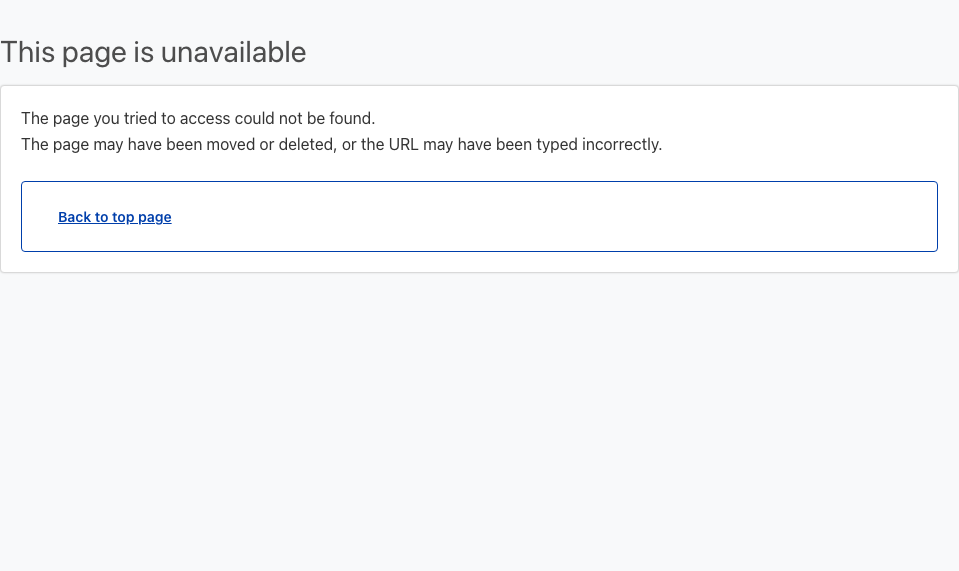 This page is unavailable
The page you tried to access could not be found.
The page may have been moved or deleted, or the URL may have been typed incorrectly.
Back to top page